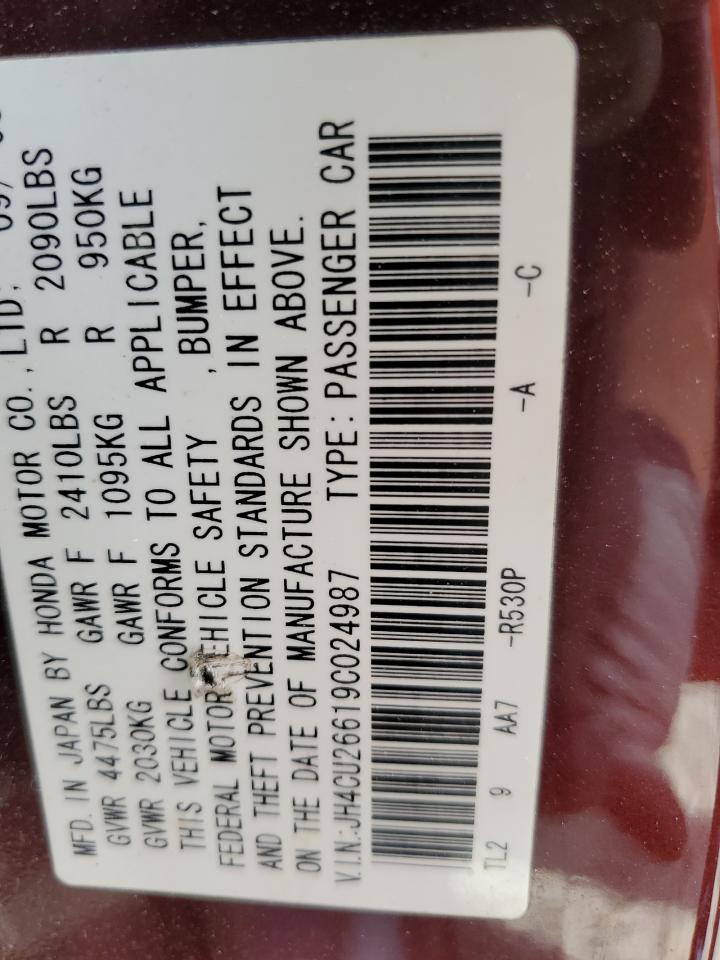 MFD. IN JAPAN BY HONDA MOTOR CO., LTD.
GVWR 4475LBS GAWR F 2410LBS R 2090LBS
GVWR 2030KG GAWR F 1095KG R 950KG
THIS VEHICLE CONFORMS TO ALL APPLICABLE
FEDERAL MOTOR VEHICLE SAFETY , BUMPER,
AND THEFT PREVENTION STANDARDS IN EFFECT
ON THE DATE OF MANUFACTURE SHOWN ABOVE.
V.I.N:JH4CU26619C024987 TYPE:PASSENGER CAR
TL2 9 AA7 -R530P -A -C